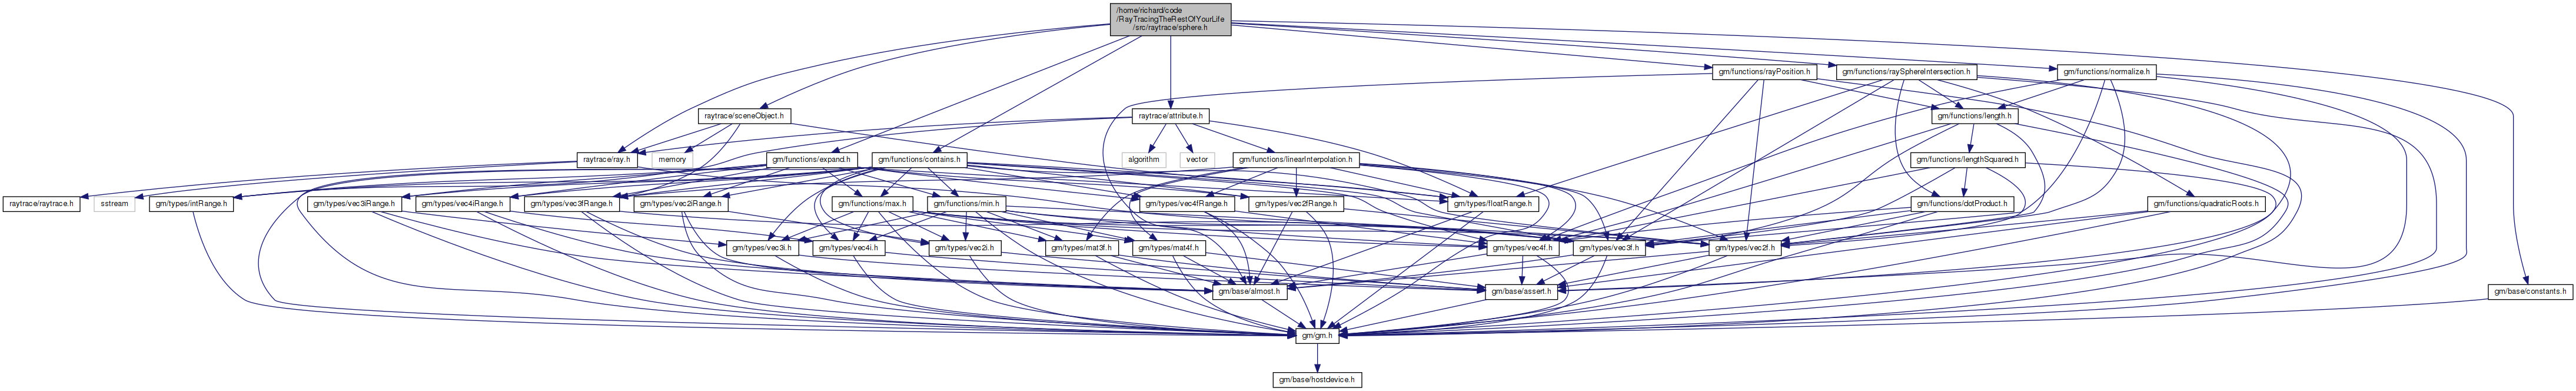 /home/richard/code
/RayTracingTheRestOfYourLife
/src/raytrace/sphere.h
gm/functions/rayPosition.h
gm/functions/raySphereIntersection.h
gm/functions/normalize.h
raytrace/sceneObject.h
raytrace/attribute.h
gm/functions/length.h
raytrace/ray.h
memory
gm/functions/expand.h
gm/functions/contains.h
algorithm
vector
gm/functions/linearInterpolation.h
gm/functions/lengthSquared.h
raytrace/raytrace.h
sstream
gm/types/intRange.h
gm/types/vec3iRange.h
gm/types/vec4iRange.h
gm/types/vec3fRange.h
gm/types/vec2iRange.h
gm/functions/max.h
gm/functions/min.h
gm/types/vec4fRange.h
gm/types/vec2fRange.h
gm/types/floatRange.h
gm/functions/dotProduct.h
gm/functions/quadraticRoots.h
gm/types/vec3i.h
gm/types/vec4i.h
gm/types/vec2i.h
gm/types/mat3f.h
gm/types/mat4f.h
gm/types/vec4f.h
gm/types/vec3f.h
gm/types/vec2f.h
gm/base/almost.h
gm/base/assert.h
gm/base/constants.h
gm/gm.h
gm/base/hostdevice.h